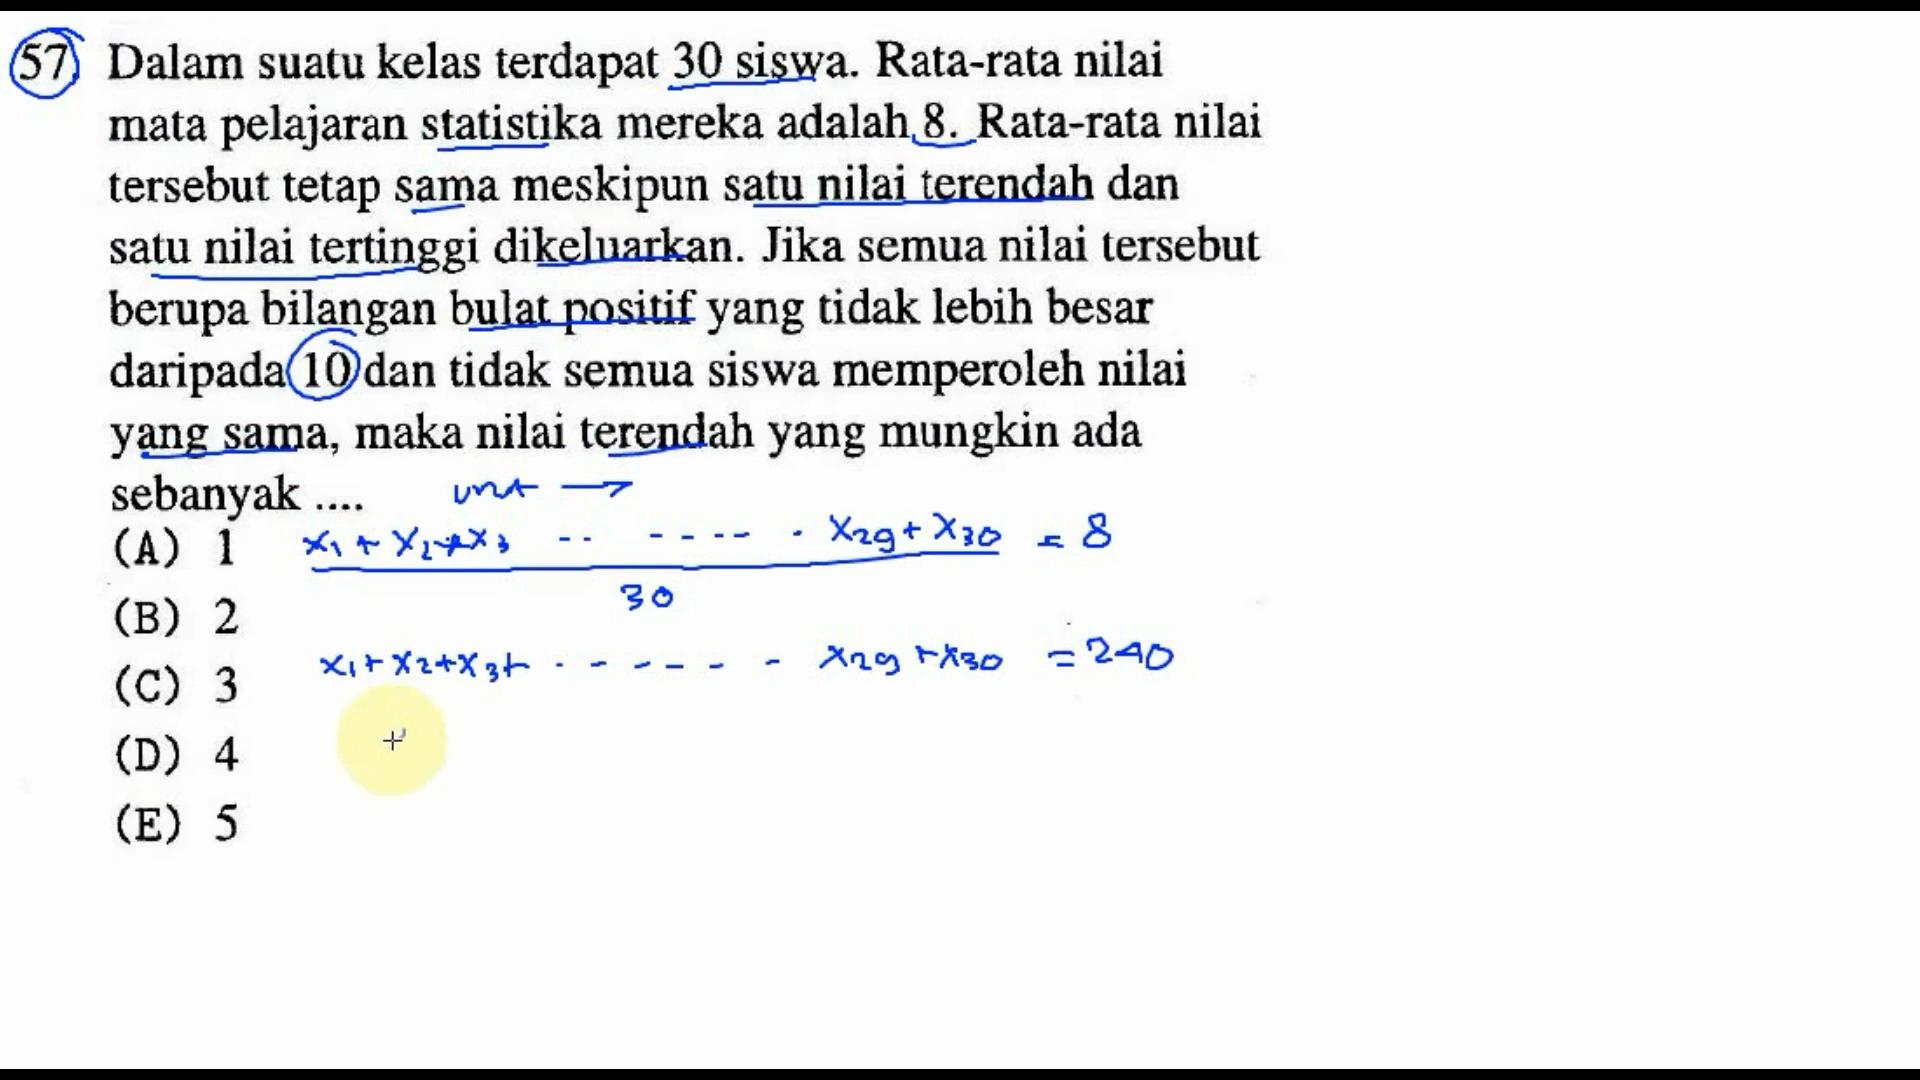 57 Dalam suatu kelas terdapat 30 siswa. Rata-rata nilai
mata pelajaran statistika mereka adalah 8. Rata-rata nilai
tersebut tetap sama meskipun satu nilai terendah dan
satu nilai tertinggi dikeluarkan. Jika semua nilai tersebut
berupa bilangan bulat positif yang tidak lebih besar
daripada 10 dan tidak semua siswa memperoleh nilai
yang sama, maka nilai terendah yang mungkin ada
sebanyak ....
(A) 1 x₁ + x₂ + x₃ -- ---- - x₂₉ + x₃₀ = 8
30
(B) 2
x₁ + x₂ + x₃ + - - - - - - x₂₉ + x₃₀ = 240
(C) 3
(D) 4
(E) 5